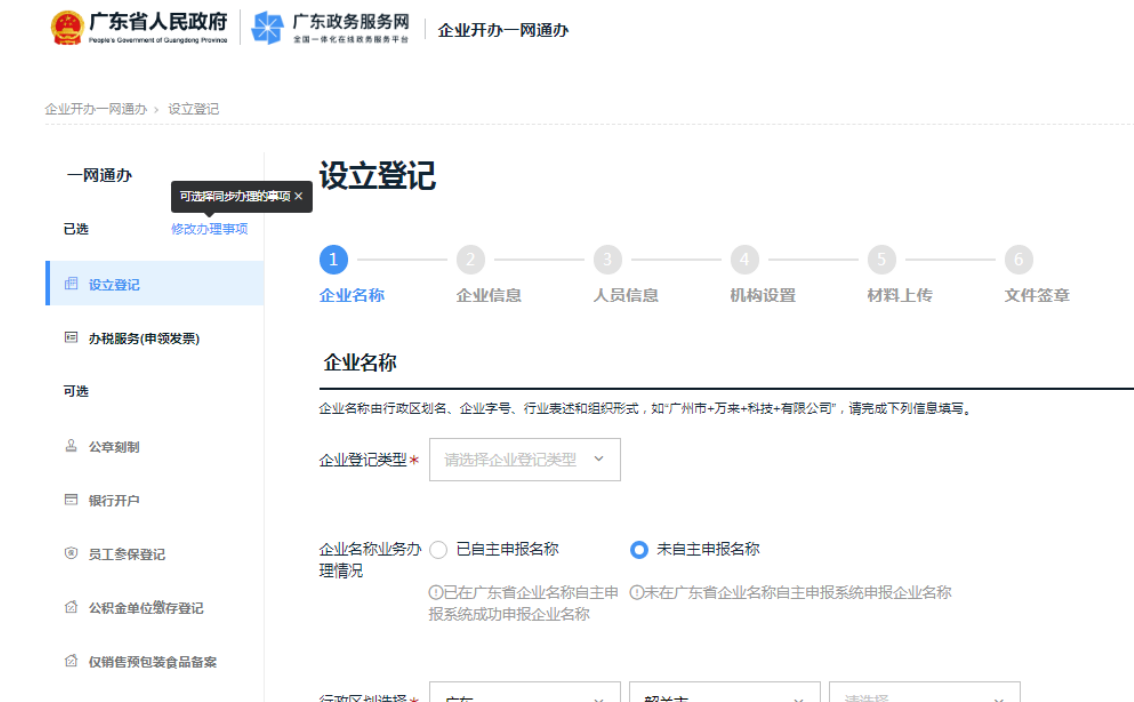 广东省人民政府
People's Government of Guangdong Province
广东政务服务网
全国一体化在线政务服务平台
企业开办一网通办
企业开办一网通办 > 设立登记
一网通办
可选择同步办理的事项 ×
已选 修改办理事项
设立登记
办税服务(申领发票)
可选
公章刻制
银行开户
员工参保登记
公积金单位缴存登记
仅销售预包装食品备案
设立登记
1 2 3 4 5 6
企业名称 企业信息 人员信息 机构设置 材料上传 文件签章
企业名称
企业名称由行政区划名、企业字号、行业表述和组织形式，如“广州市+万来+科技+有限公司”，请完成下列信息填写。
企业登记类型* 请选择企业登记类型
企业名称业务办 已自主申报名称 未自主申报名称
理情况
已在广东省企业名称自主申 未在广东省企业名称自主申报系统申报企业名称
报系统成功申报企业名称
行政区划选择* 广东 韶关市 请选择